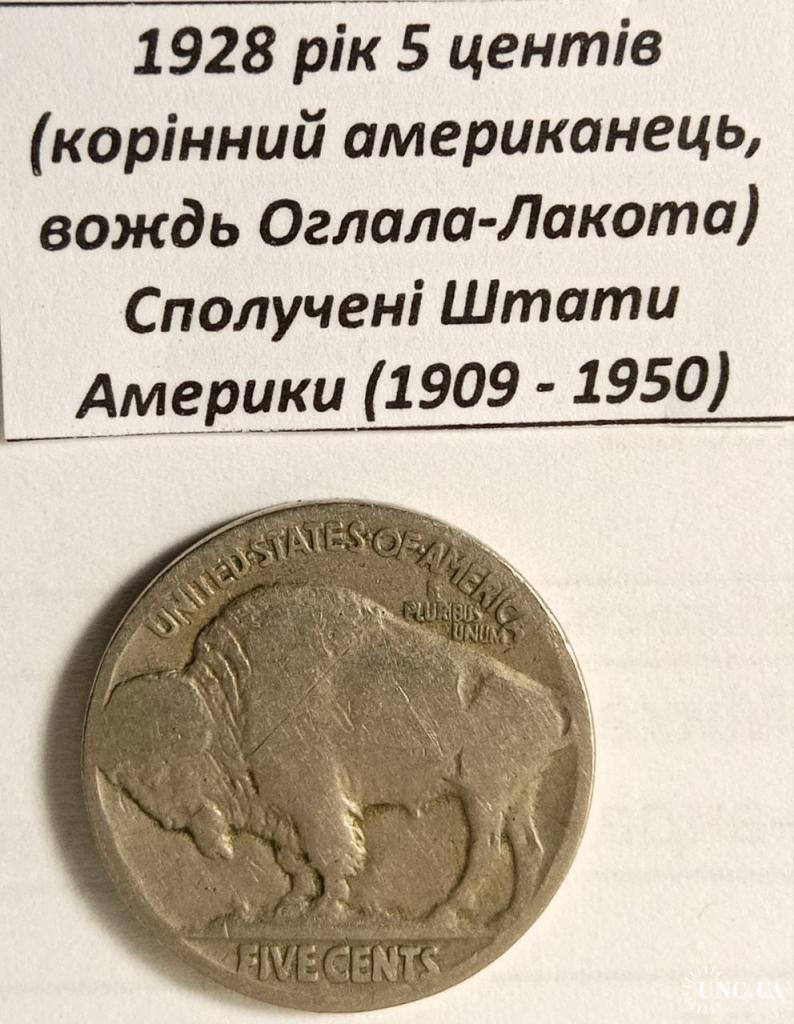 1928 рік 5 центів
(корінний американець,
вождь Оглала-Лакота)
Сполучені Штати
Америки (1909 - 1950)
UNITED·STATES·OF·AMERICA
E
PLURIBUS
UNUM
FIVE CENTS
UNC.UA